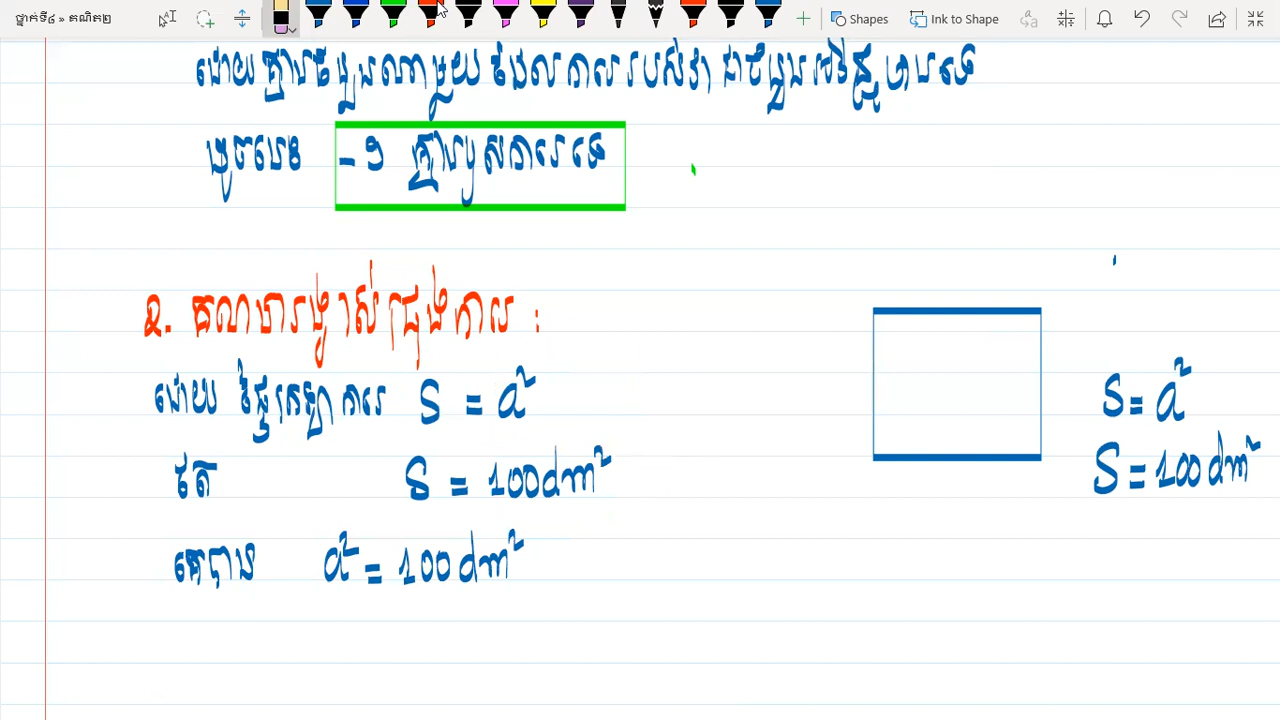 ថ្នាក់ទី៨ » គណិត២
Shapes
Ink to Shape
ដោយ គ្មានចំនួនណាមួយ ដែលការេរបស់វា ជាចំនួនអវិជ្ជមានទេ
ដូចនេះ -១ គ្មានឫសការេទេ
ខ. គណនារង្វាស់ជ្រុងការេ :
ដោយ ផ្ទៃក្រឡាការេ S = a²
តែ S = 100dm²
គេបាន a² = 100dm²
S = a²
S = 100dm²